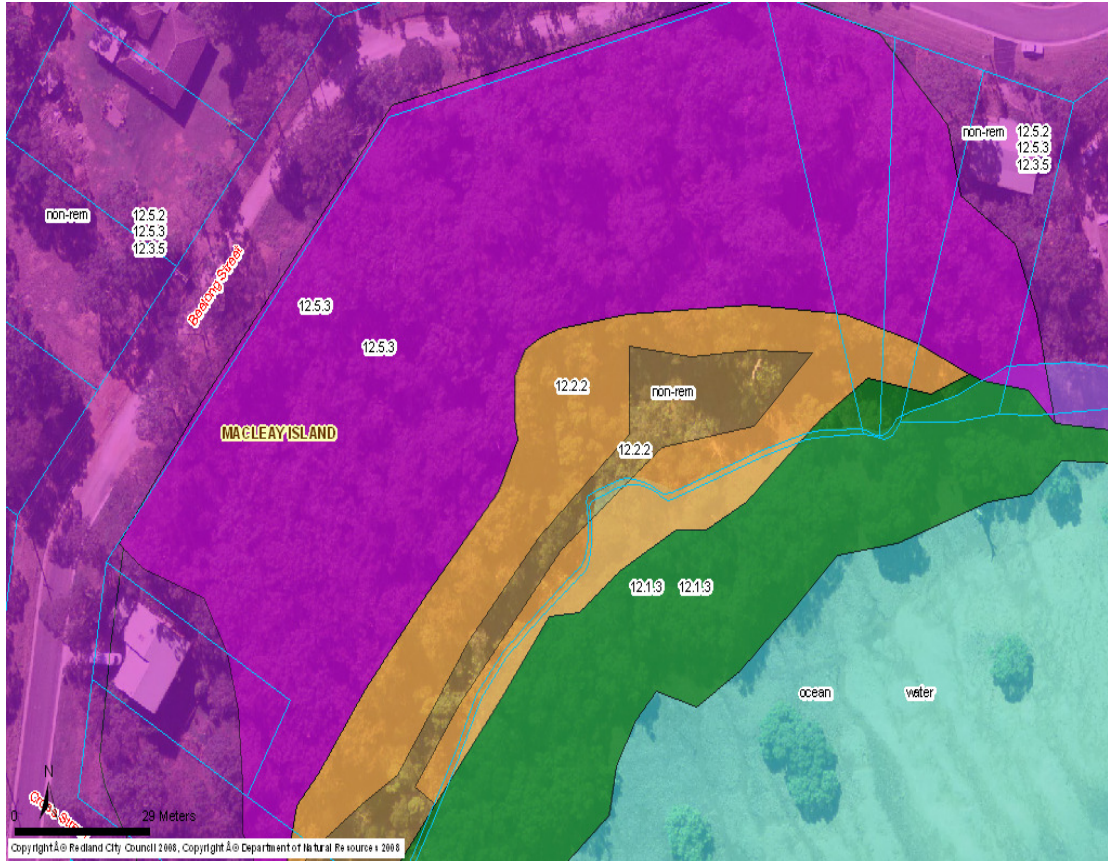 non-rem
12.5.2
12.5.3
12.3.5
non-rem
12.5.2
12.5.3
12.3.5
Beelong Street
12.5.3
12.5.3
12.2.2
non-rem
MACLEAY ISLAND
12.2.2
12.1.3 12.1.3
ocean water
N
0 29 Meters
Copyright Â© Redland City Council 2008, Copyright Â© Department of Natural Resources 2008